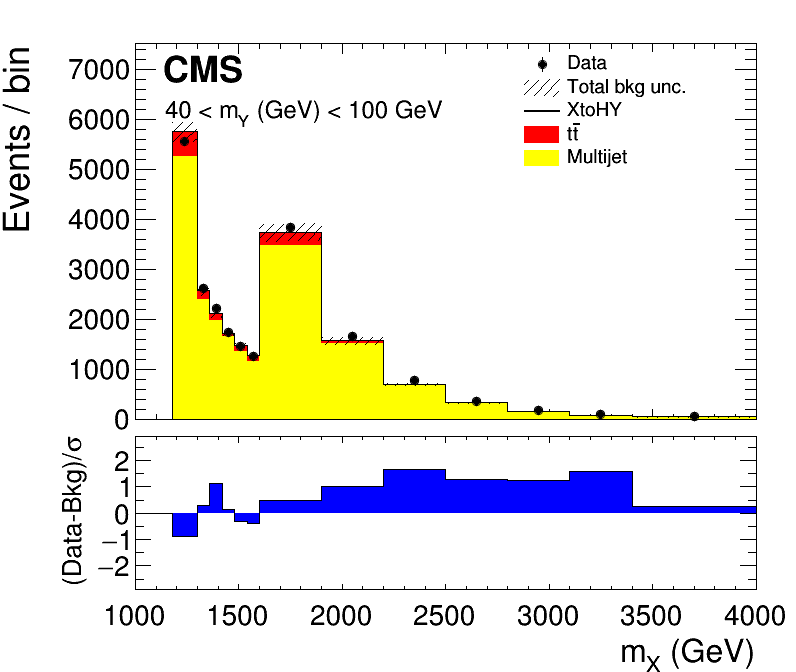 CMS
40 < mY (GeV) < 100 GeV
Data
Total bkg unc.
XtoHY
tt̄
Multijet
Events / bin
7000
6000
5000
4000
3000
2000
1000
0
(Data-Bkg)/σ
2
1
0
−1
−2
1000 1500 2000 2500 3000 3500 4000
mX (GeV)